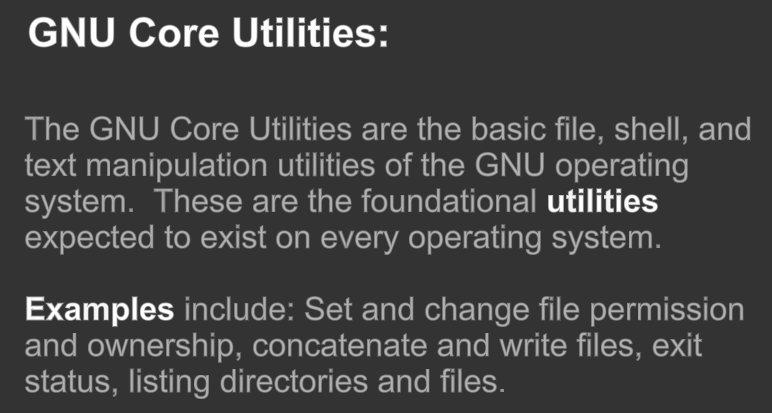 GNU Core Utilities:
The GNU Core Utilities are the basic file, shell, and
text manipulation utilities of the GNU operating
system.  These are the foundational utilities
expected to exist on every operating system.
Examples include: Set and change file permission
and ownership, concatenate and write files, exit
status, listing directories and files.